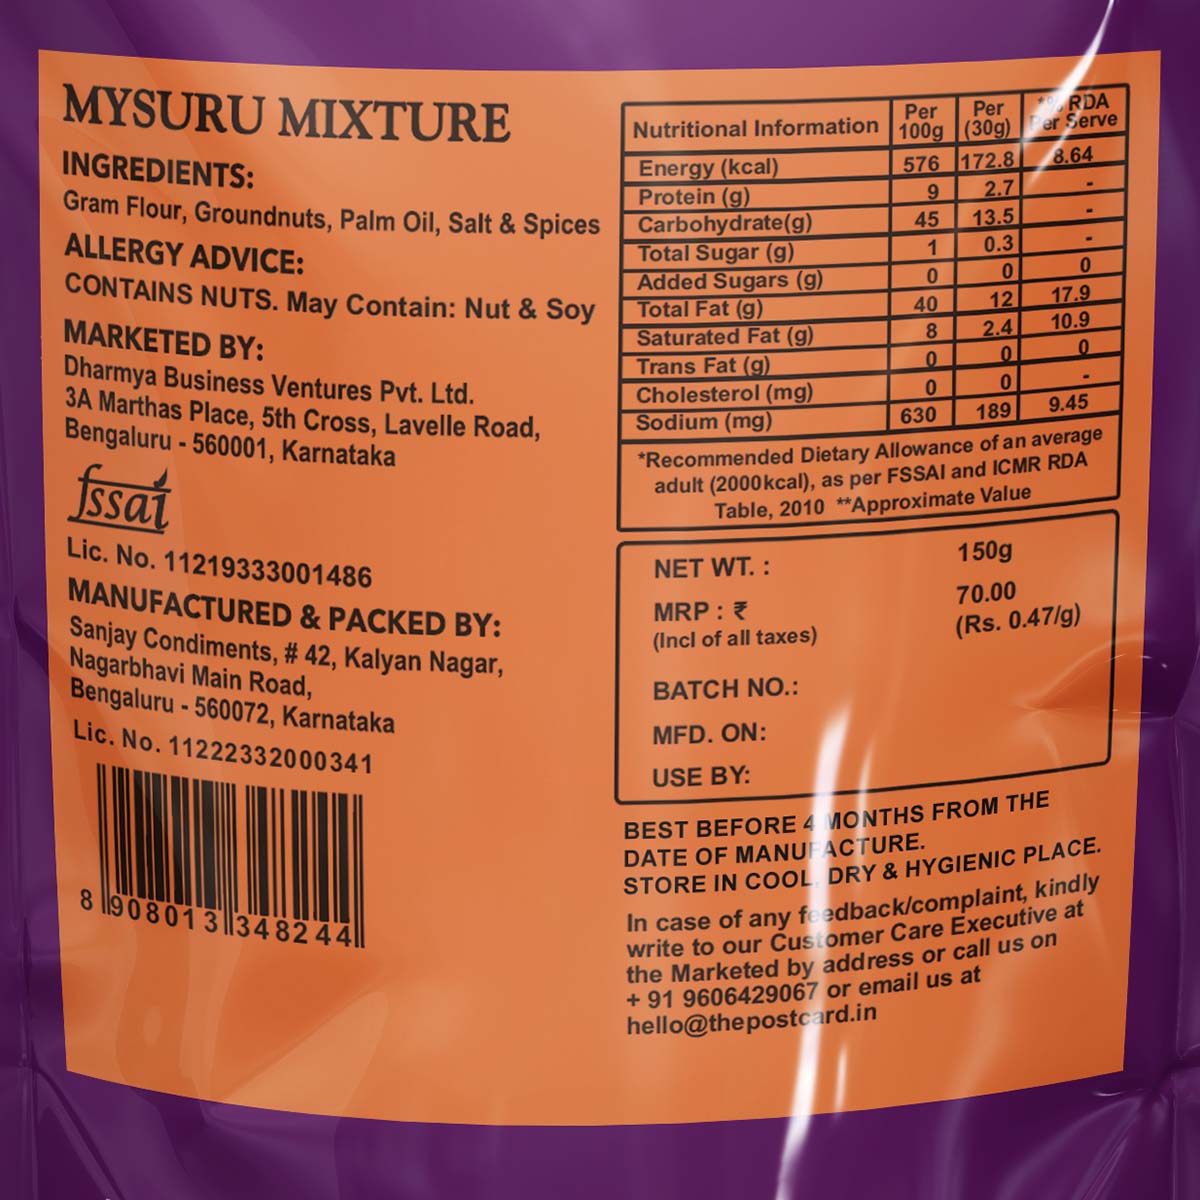 MYSURU MIXTURE
INGREDIENTS:
Gram Flour, Groundnuts, Palm Oil, Salt & Spices
ALLERGY ADVICE:
CONTAINS NUTS. May Contain: Nut & Soy
MARKETED BY:
Dharmya Business Ventures Pvt. Ltd.
3A Marthas Place, 5th Cross, Lavelle Road,
Bengaluru - 560001, Karnataka
fssai
Lic. No. 11219333001486
MANUFACTURED & PACKED BY:
Sanjay Condiments, # 42, Kalyan Nagar,
Nagarbhavi Main Road,
Bengaluru - 560072, Karnataka
Lic. No. 11222332000341
8 908013 348244
Nutritional Information Per 100g Per (30g) *% RDA Per Serve
Energy (kcal) 576 172.8 8.64
Protein (g) 9 2.7 -
Carbohydrate(g) 45 13.5 -
Total Sugar (g) 1 0.3 -
Added Sugars (g) 0 0 0
Total Fat (g) 40 12 17.9
Saturated Fat (g) 8 2.4 10.9
Trans Fat (g) 0 0 0
Cholesterol (mg) 0 0 -
Sodium (mg) 630 189 9.45
*Recommended Dietary Allowance of an average
adult (2000kcal), as per FSSAI and ICMR RDA
Table, 2010 **Approximate Value
NET WT. : 150g
MRP : ₹ 70.00
(Incl of all taxes) (Rs. 0.47/g)
BATCH NO.:
MFD. ON:
USE BY:
BEST BEFORE 4 MONTHS FROM THE
DATE OF MANUFACTURE.
STORE IN COOL, DRY & HYGIENIC PLACE.
In case of any feedback/complaint, kindly
write to our Customer Care Executive at
the Marketed by address or call us on
+ 91 9606429067 or email us at
hello@thepostcard.in